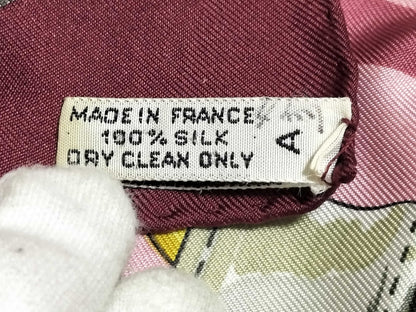 MADE IN FRANCE
100% SILK
DRY CLEAN ONLY
A